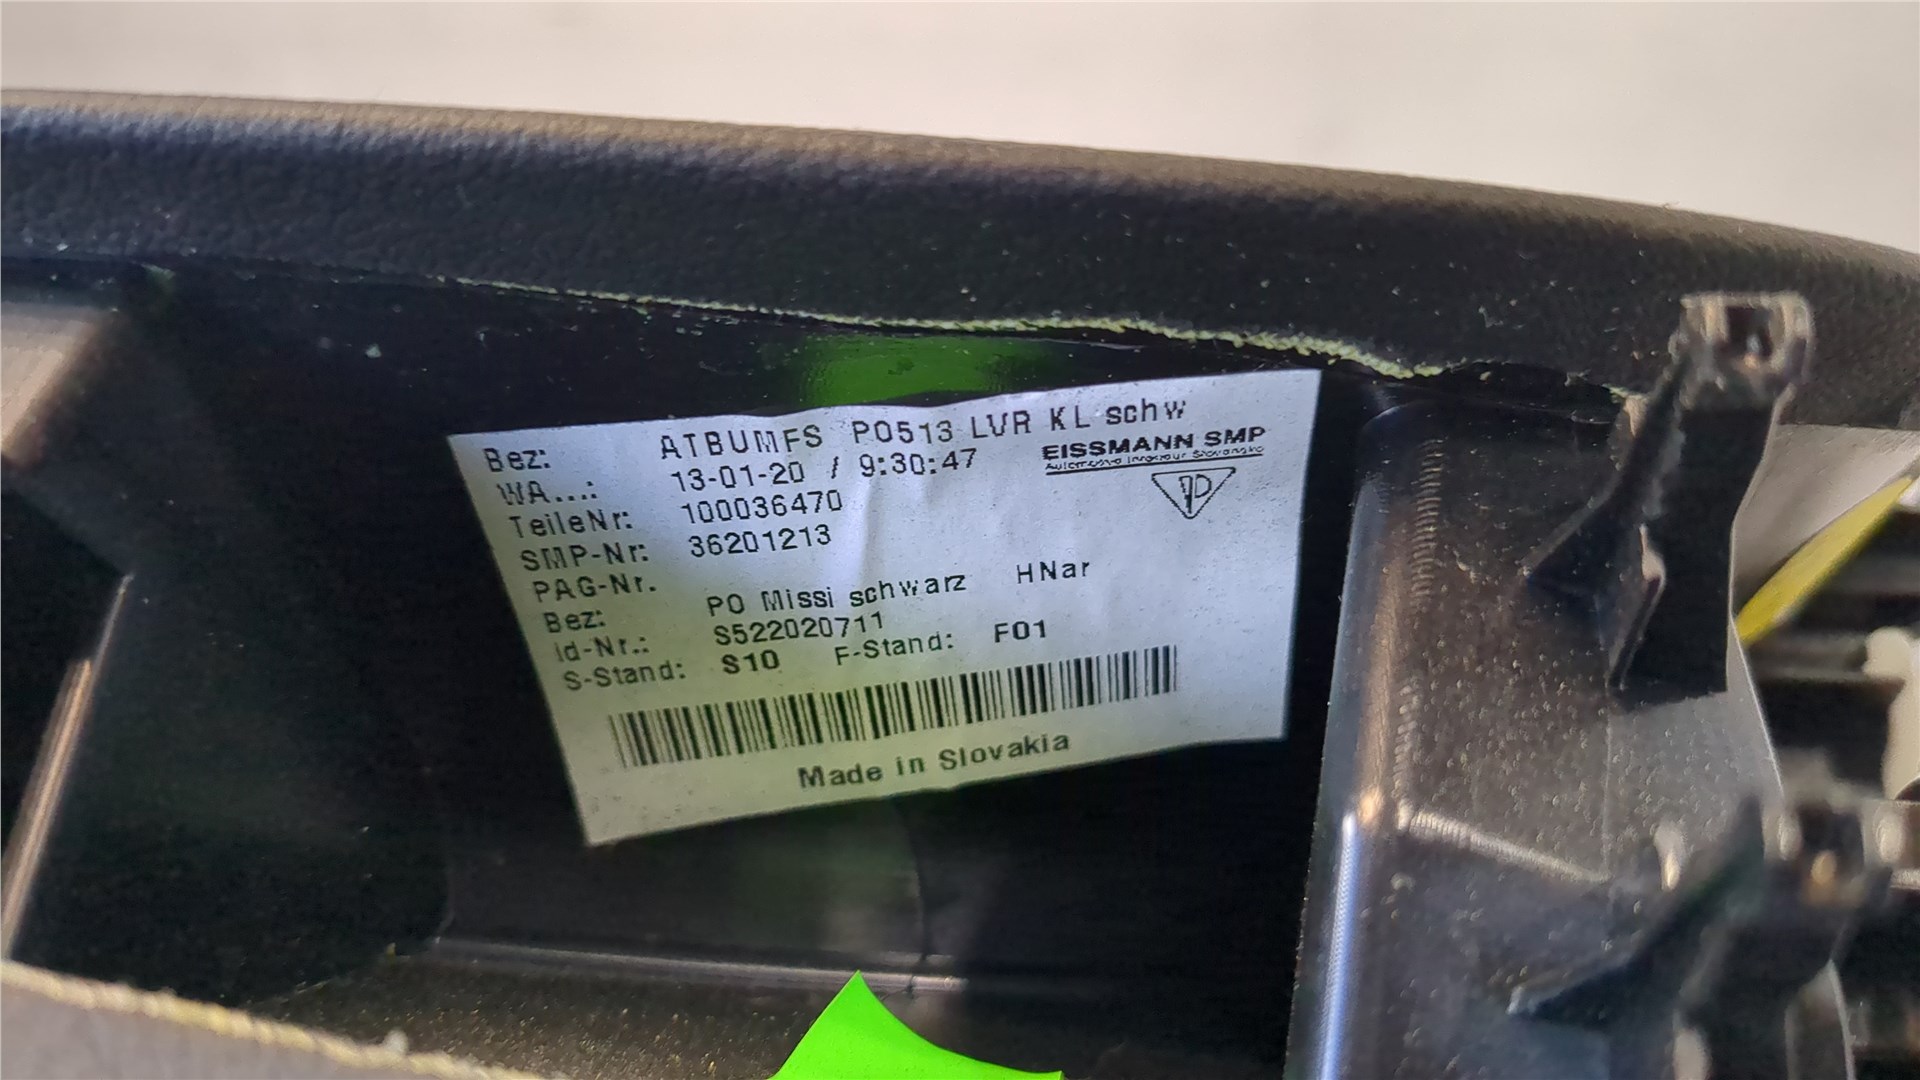 Bez: ATBUMFS PO513 LVR KL schw
WA...: 13-01-20 / 9:30:47
EISSMANN SMP
TeileNr: 100036470
SMP-Nr: 36201213
PAG-Nr.
Bez: PO Missi schwarz HNar
Id-Nr.: S522020711
S-Stand: S10 F-Stand: F01
Made in Slovakia